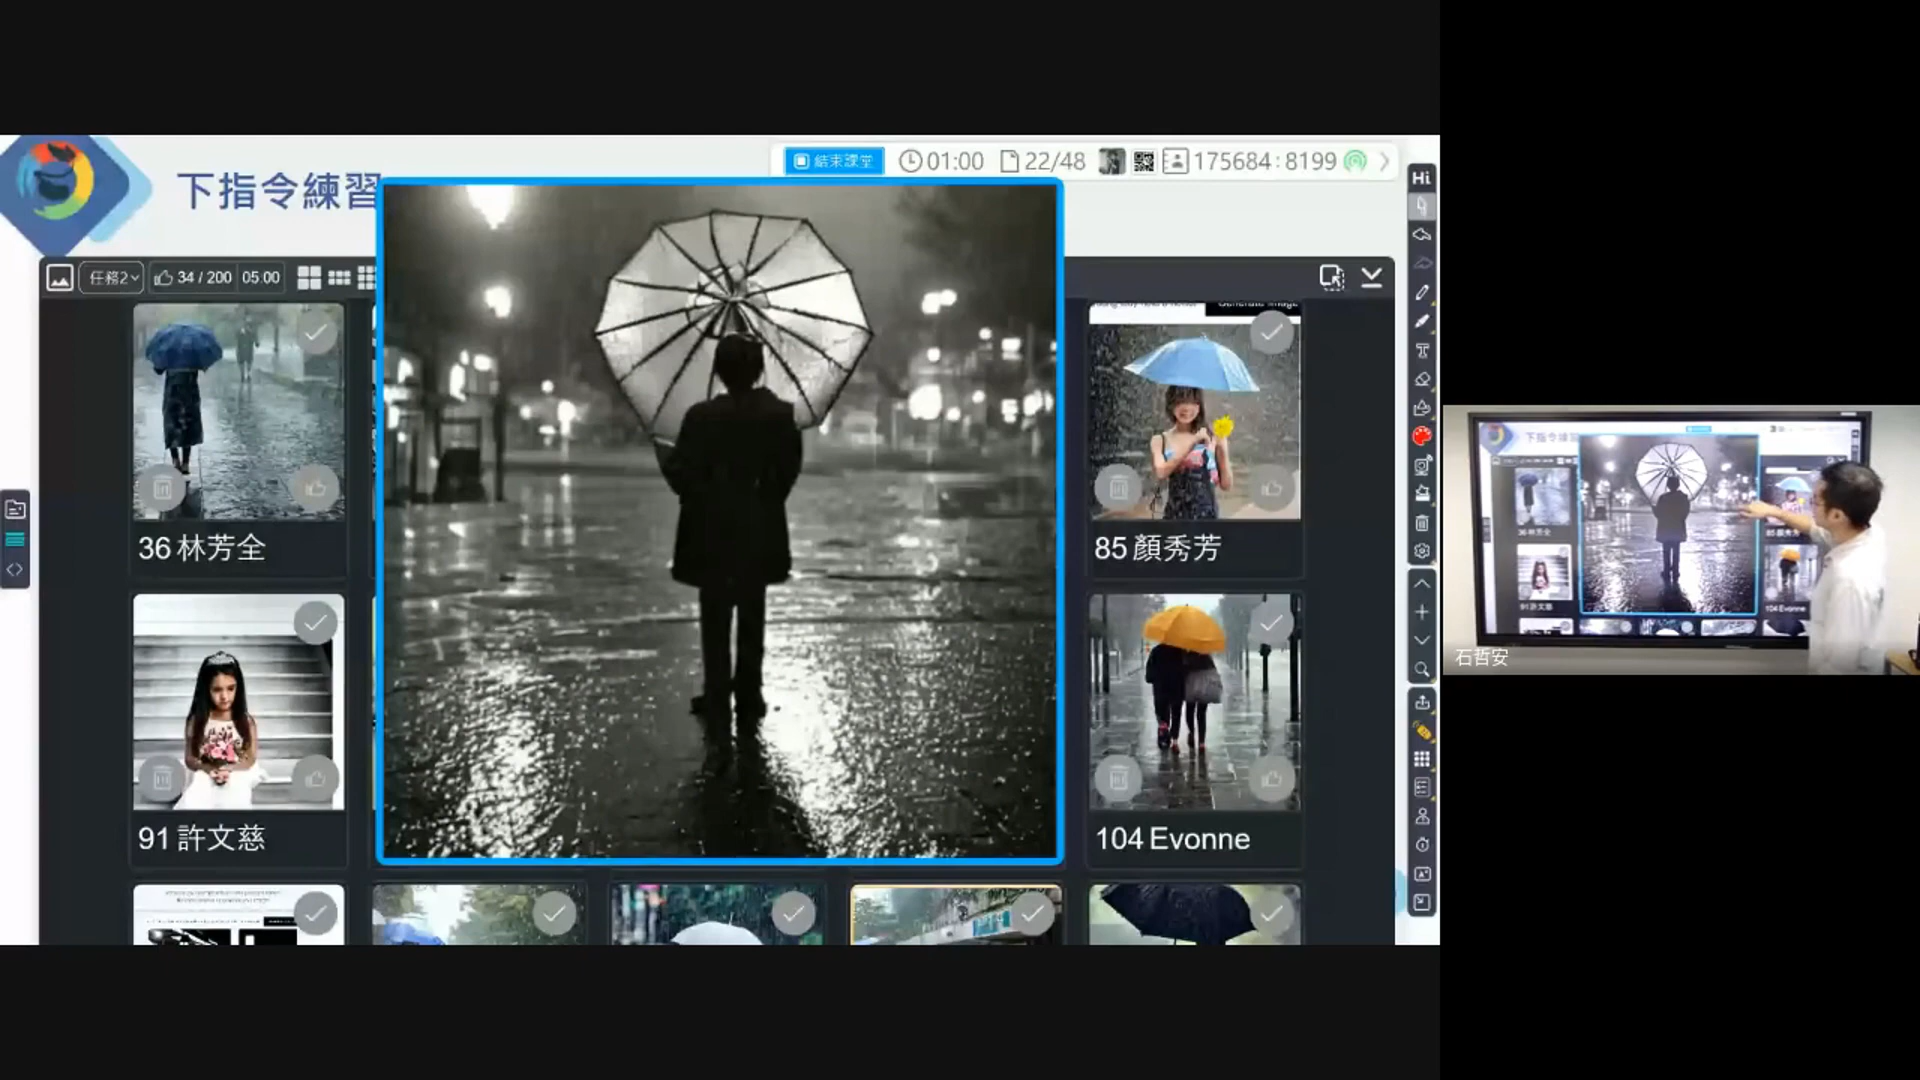 下指令練習
結束課堂
01:00
22/48
175684:8199
Hi
任務2
34 / 200
05:00
Generate Image
36 林芳全
85 顏秀芳
91 許文慈
104 Evonne
石哲安